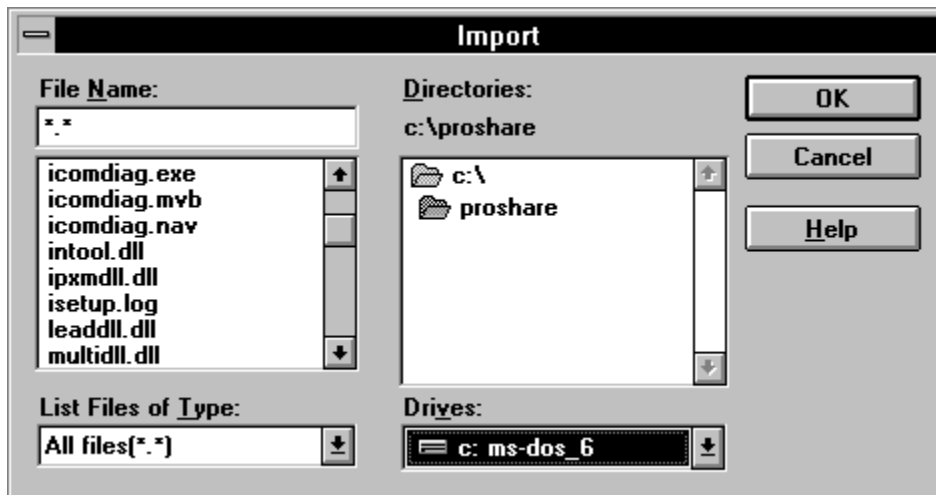 Import
File Name:
*.*
icomdiag.exe
icomdiag.mvb
icomdiag.nav
intool.dll
ipxmdll.dll
isetup.log
leaddll.dll
multidll.dll
List Files of Type:
All files(*.*)
Directories:
c:\proshare
c:\
proshare
Drives:
c: ms-dos_6
OK
Cancel
Help